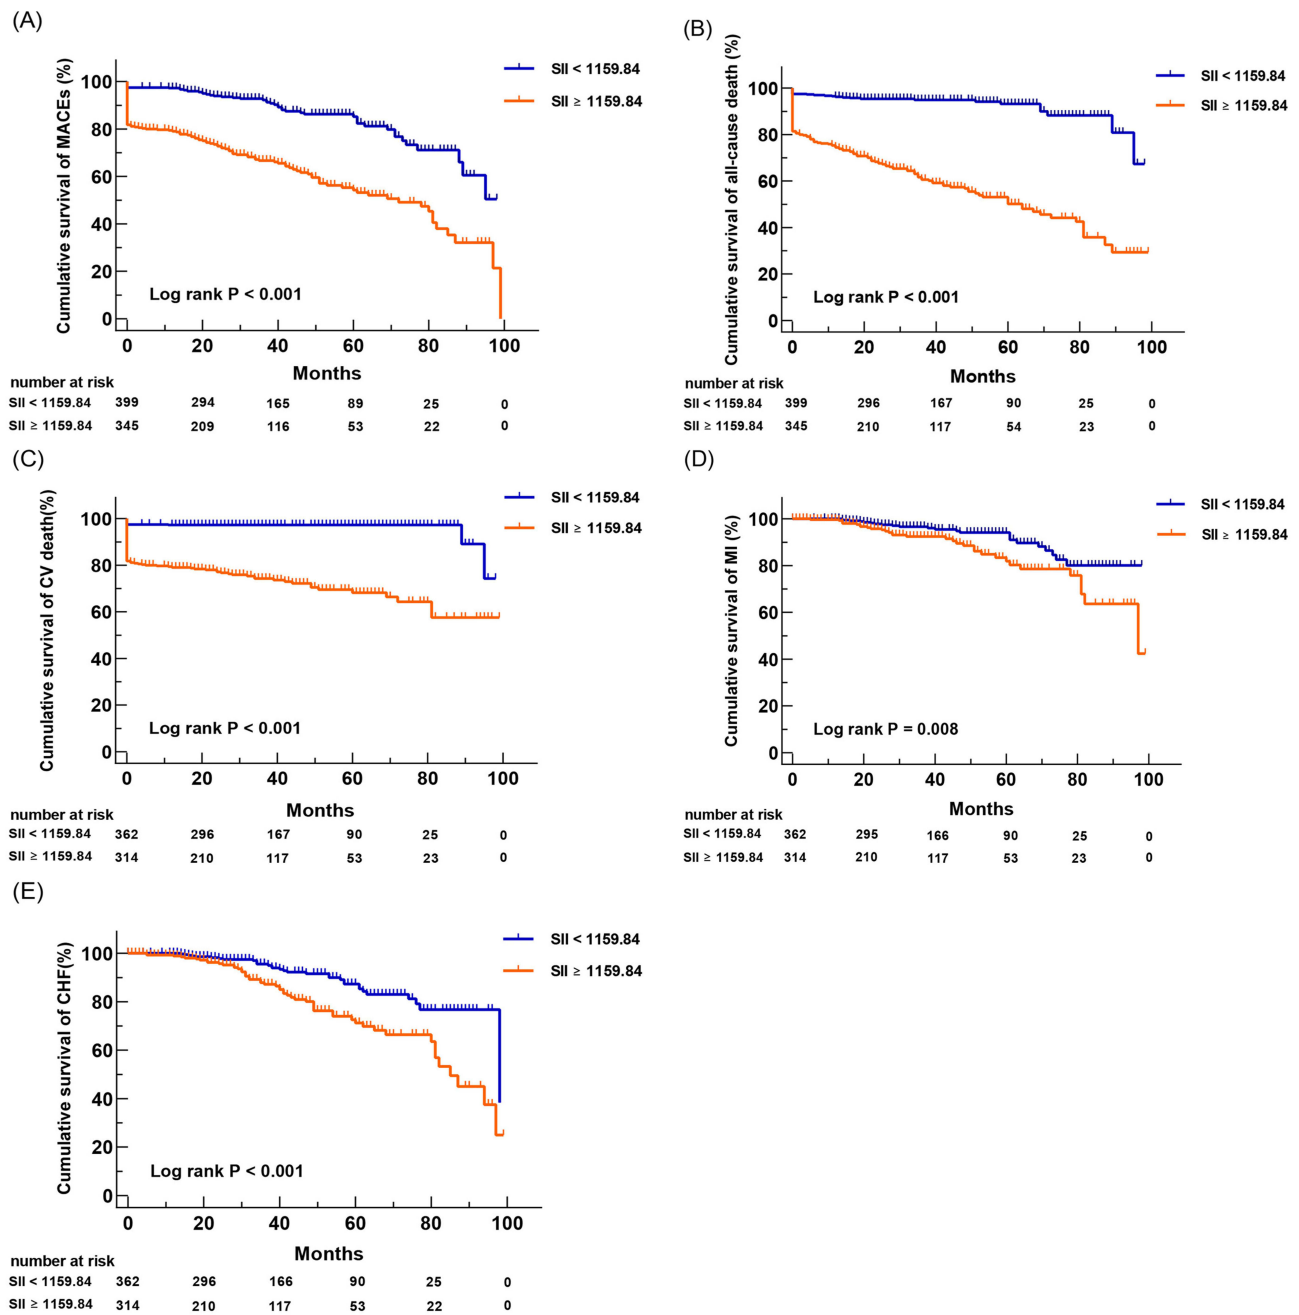 (A)
Cumulative survival of MACEs (%)
100
80
60
40
20
0
SII < 1159.84
SII ≥ 1159.84
Log rank P < 0.001
0 20 40 60 80 100
Months
number at risk
SII < 1159.84 399 294 165 89 25 0
SII ≥ 1159.84 345 209 116 53 22 0
(B)
Cumulative survival of all-cause death (%)
100
80
60
40
20
0
SII < 1159.84
SII ≥ 1159.84
Log rank P < 0.001
0 20 40 60 80 100
Months
number at risk
SII < 1159.84 399 296 167 90 25 0
SII ≥ 1159.84 345 210 117 54 23 0
(C)
Cumulative survival of CV death(%)
100
80
60
40
20
0
SII < 1159.84
SII ≥ 1159.84
Log rank P < 0.001
0 20 40 60 80 100
Months
number at risk
SII < 1159.84 362 296 167 90 25 0
SII ≥ 1159.84 314 210 117 53 23 0
(D)
Cumulative survival of MI (%)
100
80
60
40
20
0
SII < 1159.84
SII ≥ 1159.84
Log rank P = 0.008
0 20 40 60 80 100
Months
number at risk
SII < 1159.84 362 295 166 90 25 0
SII ≥ 1159.84 314 210 117 53 23 0
(E)
Cumulative survival of CHF(%)
100
80
60
40
20
0
SII < 1159.84
SII ≥ 1159.84
Log rank P < 0.001
0 20 40 60 80 100
Months
number at risk
SII < 1159.84 362 296 166 90 25 0
SII ≥ 1159.84 314 210 117 53 22 0